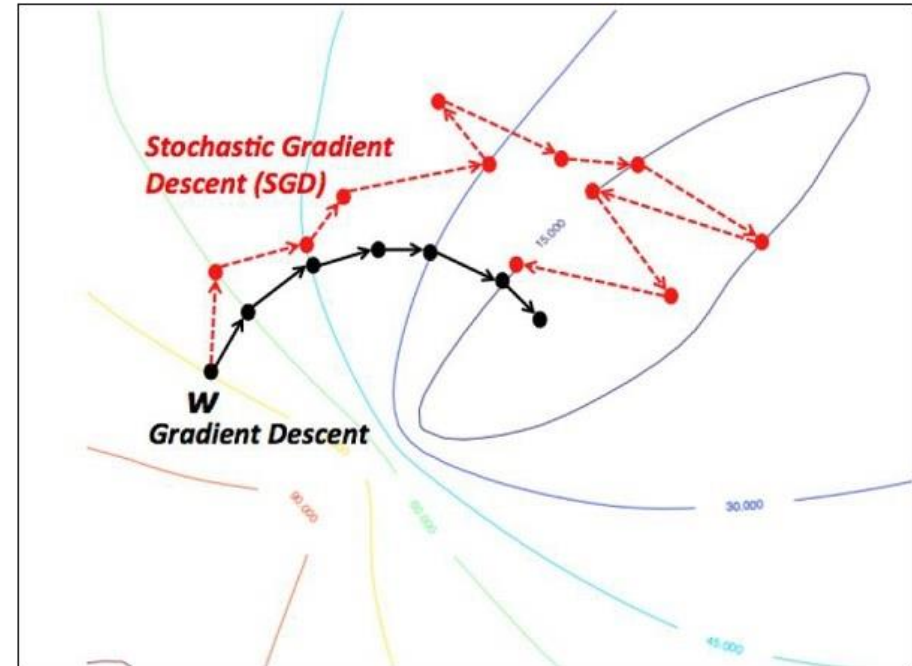 Stochastic Gradient
Descent (SGD)
15.000
W
Gradient Descent
90.000
60.000
30.000
45.000